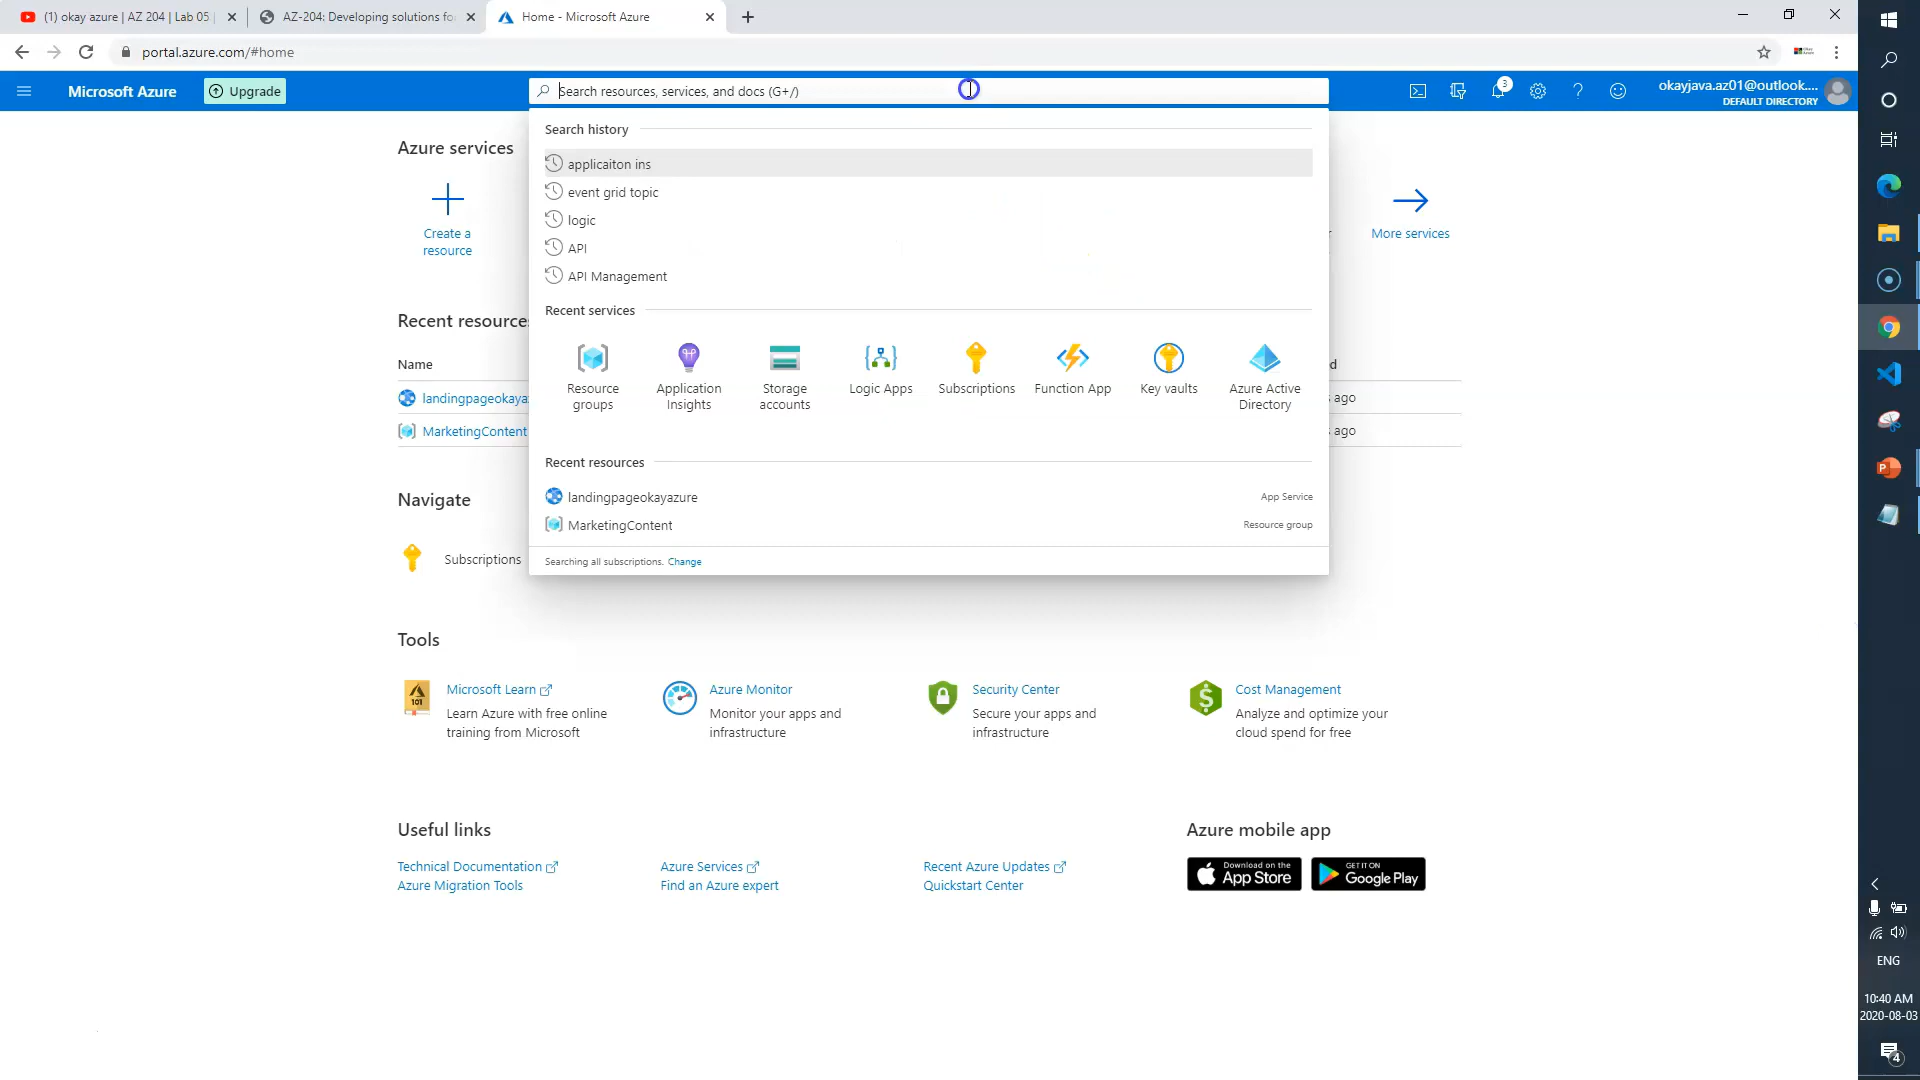 (1) okay azure | AZ 204 | Lab 05
AZ-204: Developing solutions fo
Home - Microsoft Azure
portal.azure.com/#home
Microsoft Azure
Upgrade
Search resources, services, and docs (G+/)
3
okayjava.az01@outlook....
DEFAULT DIRECTORY
Search history
applicaiton ins
event grid topic
logic
API
API Management
Recent services
Resource groups
Application Insights
Storage accounts
Logic Apps
Subscriptions
Function App
Key vaults
Azure Active Directory
Recent resources
landingpageokayazure
App Service
MarketingContent
Resource group
Searching all subscriptions. Change
Azure services
Create a resource
r
More services
Recent resources
Name
d
landingpageokayaz
s ago
MarketingContent
s ago
Navigate
Subscriptions
Tools
Microsoft Learn
Learn Azure with free online
training from Microsoft
Azure Monitor
Monitor your apps and
infrastructure
Security Center
Secure your apps and
infrastructure
Cost Management
Analyze and optimize your
cloud spend for free
Useful links
Technical Documentation
Azure Services
Recent Azure Updates
Azure Migration Tools
Find an Azure expert
Quickstart Center
Azure mobile app
Download on the
App Store
GET IT ON
Google Play
ENG
10:40 AM
2020-08-03
4